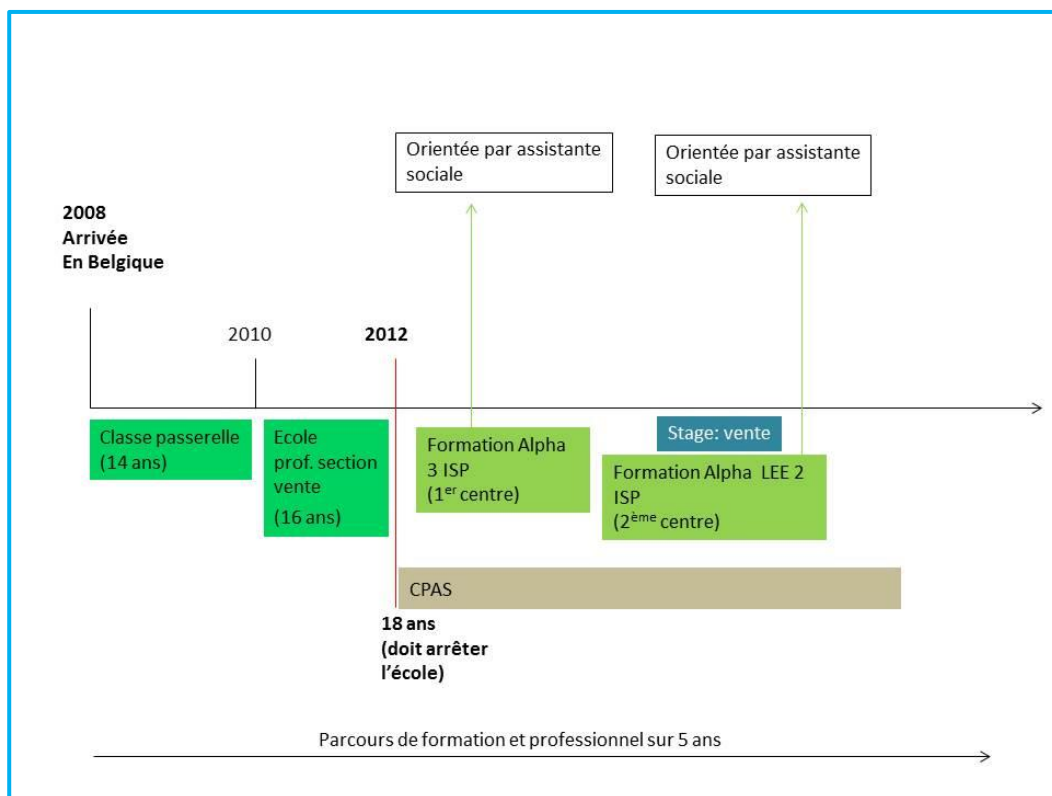 Orientée par assistante
sociale
Orientée par assistante
sociale
2008
Arrivée
En Belgique
2010
2012
Classe passerelle
(14 ans)
Ecole
prof. section
vente
(16 ans)
Formation Alpha
3 ISP
(1er centre)
Stage: vente
Formation Alpha LEE 2
ISP
(2ème centre)
CPAS
18 ans
(doit arrêter
l’école)
Parcours de formation et professionnel sur 5 ans